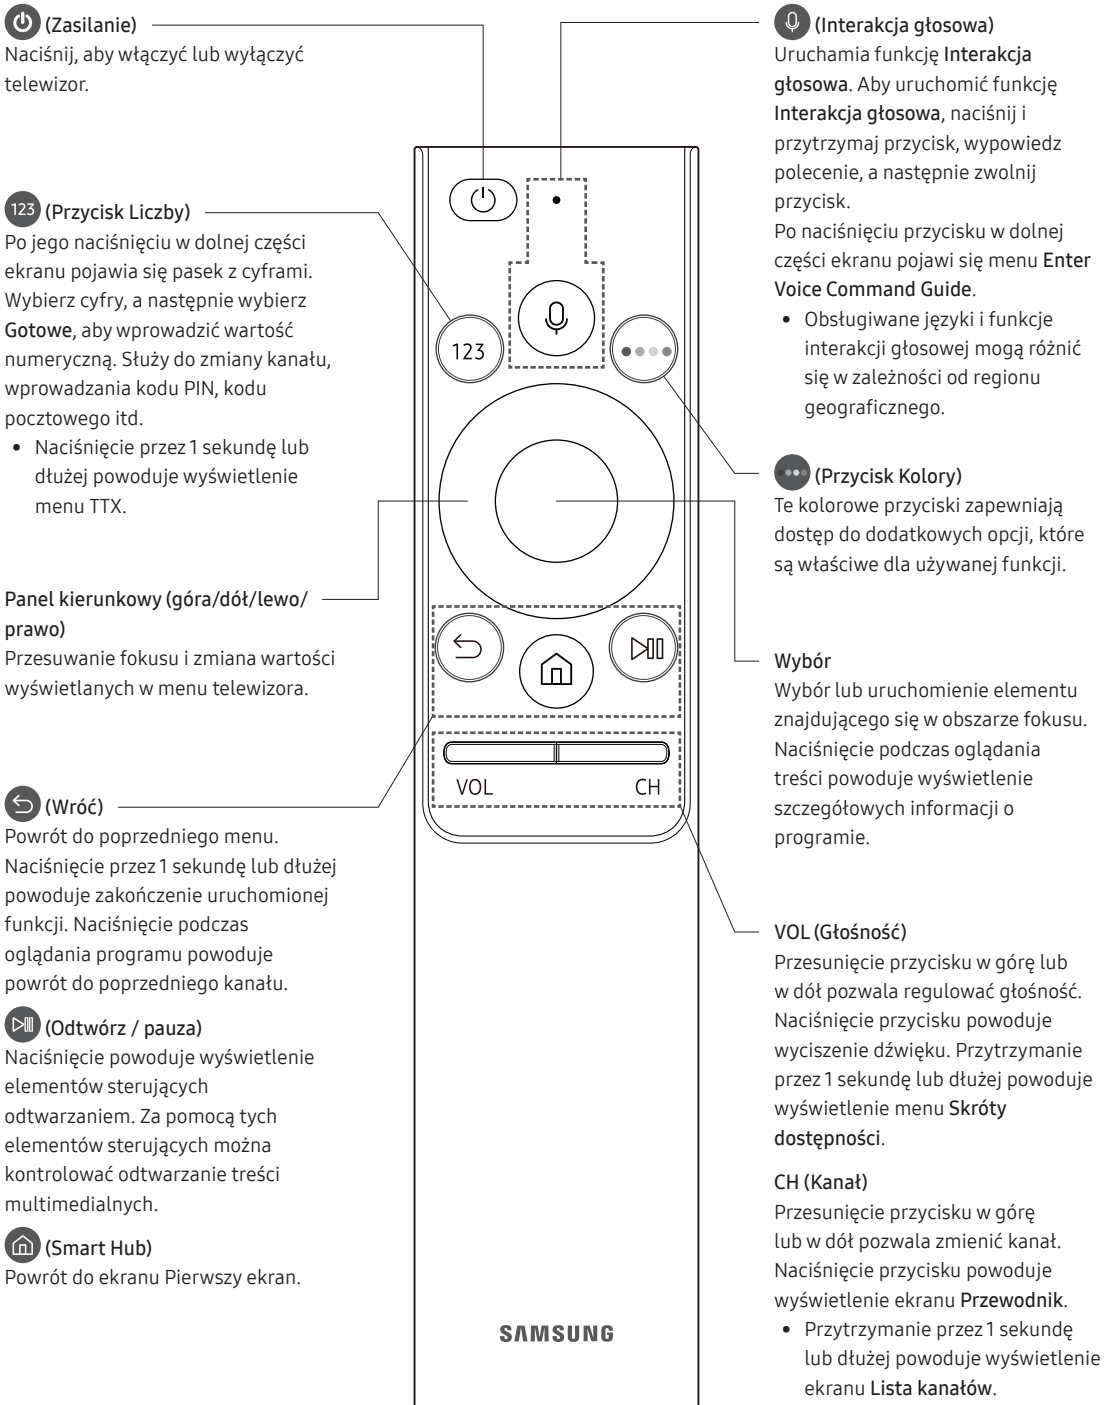 (Zasilanie)
Naciśnij, aby włączyć lub wyłączyć
telewizor.
123 (Przycisk Liczby)
Po jego naciśnięciu w dolnej części
ekranu pojawia się pasek z cyframi.
Wybierz cyfry, a następnie wybierz
Gotowe, aby wprowadzić wartość
numeryczną. Służy do zmiany kanału,
wprowadzania kodu PIN, kodu
pocztowego itd.
• Naciśnięcie przez 1 sekundę lub
dłużej powoduje wyświetlenie
menu TTX.
Panel kierunkowy (góra/dół/lewo/
prawo)
Przesuwanie fokusu i zmiana wartości
wyświetlanych w menu telewizora.
(Wróć)
Powrót do poprzedniego menu.
Naciśnięcie przez 1 sekundę lub dłużej
powoduje zakończenie uruchomionej
funkcji. Naciśnięcie podczas
oglądania programu powoduje
powrót do poprzedniego kanału.
(Odtwórz / pauza)
Naciśnięcie powoduje wyświetlenie
elementów sterujących
odtwarzaniem. Za pomocą tych
elementów sterujących można
kontrolować odtwarzanie treści
multimedialnych.
(Smart Hub)
Powrót do ekranu Pierwszy ekran.
123
VOL CH
SAMSUNG
(Interakcja głosowa)
Uruchamia funkcję Interakcja
głosowa. Aby uruchomić funkcję
Interakcja głosowa, naciśnij i
przytrzymaj przycisk, wypowiedz
polecenie, a następnie zwolnij
przycisk.
Po naciśnięciu przycisku w dolnej
części ekranu pojawi się menu Enter
Voice Command Guide.
• Obsługiwane języki i funkcje
interakcji głosowej mogą różnić
się w zależności od regionu
geograficznego.
(Przycisk Kolory)
Te kolorowe przyciski zapewniają
dostęp do dodatkowych opcji, które
są właściwe dla używanej funkcji.
Wybór
Wybór lub uruchomienie elementu
znajdującego się w obszarze fokusu.
Naciśnięcie podczas oglądania
treści powoduje wyświetlenie
szczegółowych informacji o
programie.
VOL (Głośność)
Przesunięcie przycisku w górę lub
w dół pozwala regulować głośność.
Naciśnięcie przycisku powoduje
wyciszenie dźwięku. Przytrzymanie
przez 1 sekundę lub dłużej powoduje
wyświetlenie menu Skróty
dostępności.
CH (Kanał)
Przesunięcie przycisku w górę
lub w dół pozwala zmienić kanał.
Naciśnięcie przycisku powoduje
wyświetlenie ekranu Przewodnik.
• Przytrzymanie przez 1 sekundę
lub dłużej powoduje wyświetlenie
ekranu Lista kanałów.